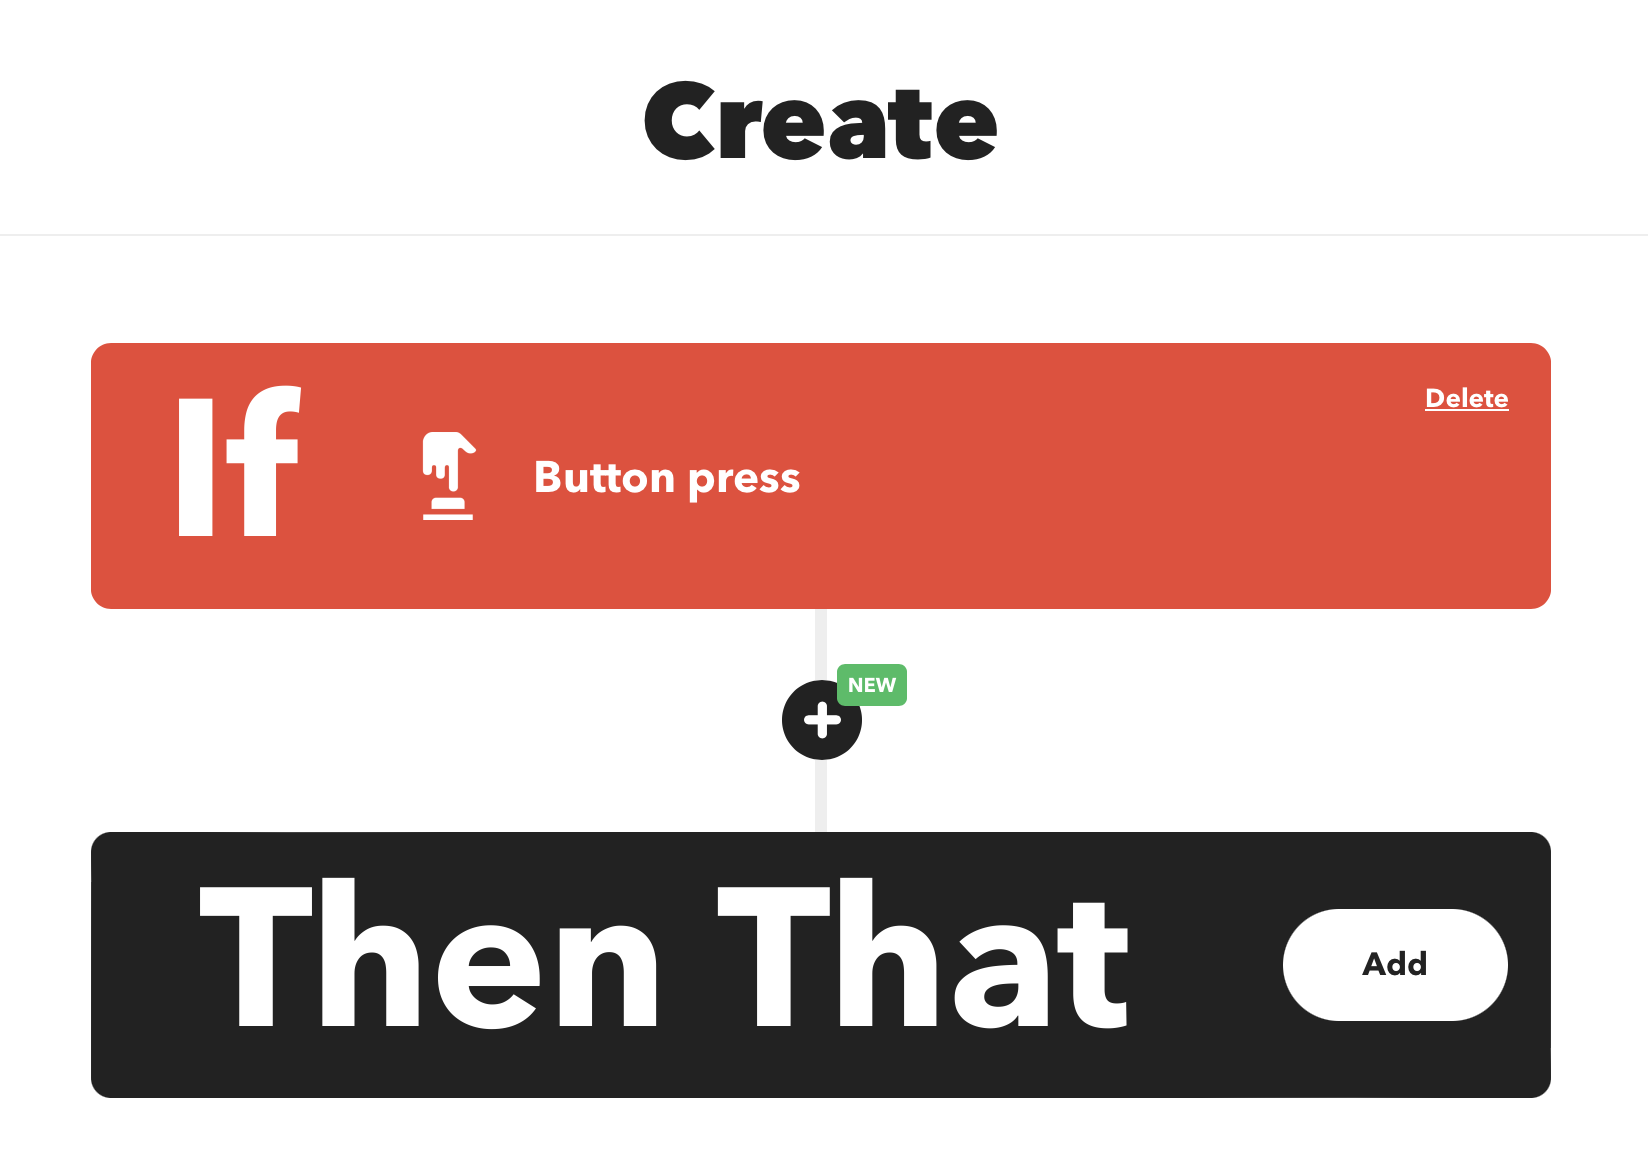 Create
If
Delete
Button press
NEW
Then That
Add